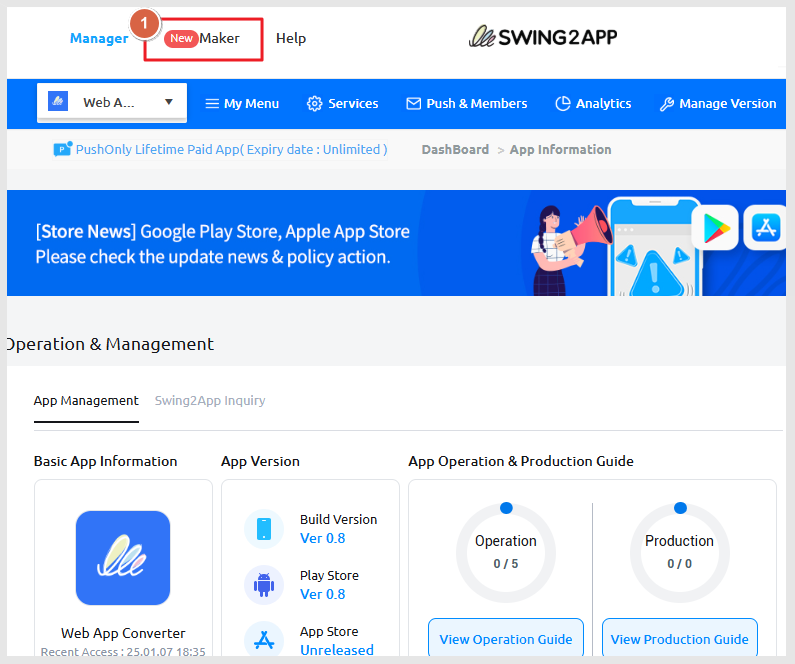 1
Manager
New Maker
Help
SWING2APP
Web A...
My Menu
Services
Push & Members
Analytics
Manage Version
P
PushOnly Lifetime Paid App( Expiry date : Unlimited )
DashBoard > App Information
[Store News] Google Play Store, Apple App Store
Please check the update news & policy action.
Operation & Management
App Management
Swing2App Inquiry
Basic App Information
App Version
App Operation & Production Guide
Web App Converter
Recent Access : 25.01.07 18:35
Build Version
Ver 0.8
Play Store
Ver 0.8
App Store
Unreleased
Operation
0 / 5
View Operation Guide
Production
0 / 0
View Production Guide